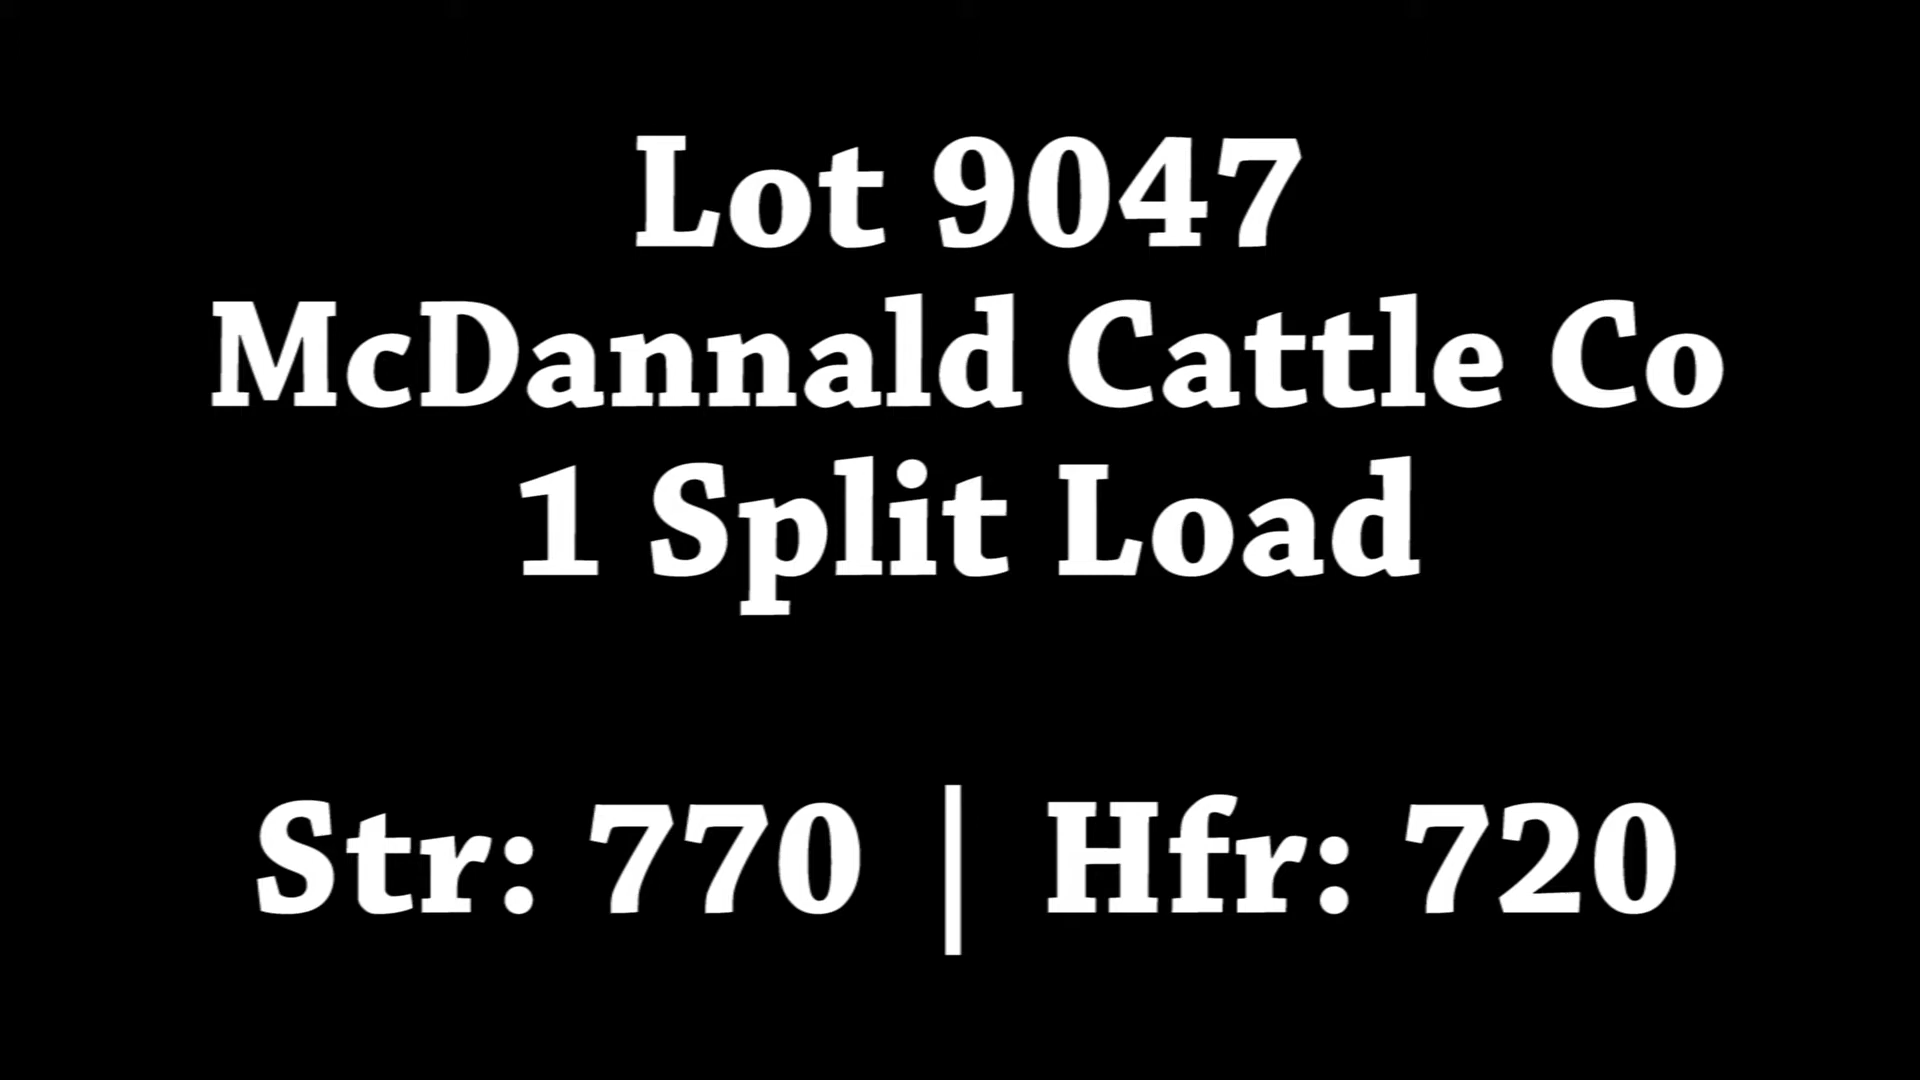 Lot 9047
McDannald Cattle Co
1 Split Load
Str: 770 | Hfr: 720